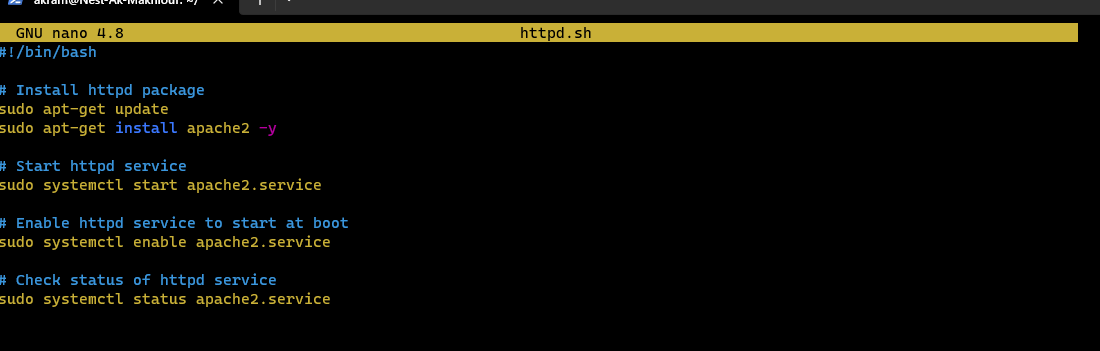 akram@Nest-Ak-Makhlouf: ~/
GNU nano 4.8 httpd.sh
#!/bin/bash
# Install httpd package
sudo apt-get update
sudo apt-get install apache2 -y
# Start httpd service
sudo systemctl start apache2.service
# Enable httpd service to start at boot
sudo systemctl enable apache2.service
# Check status of httpd service
sudo systemctl status apache2.service